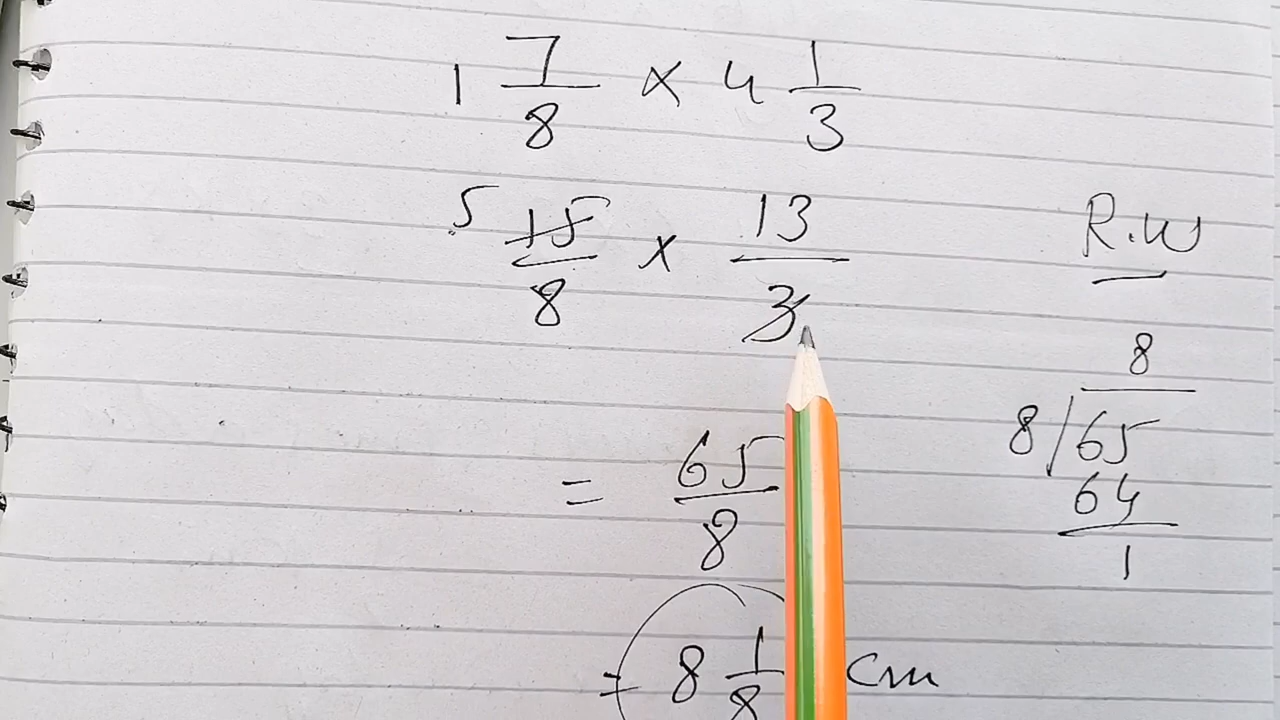 1 7/8 × 4 1/3
5 15/8 × 13/3
= 65/8
= 8 1/8 cm
R.W
8
8/65
64
1